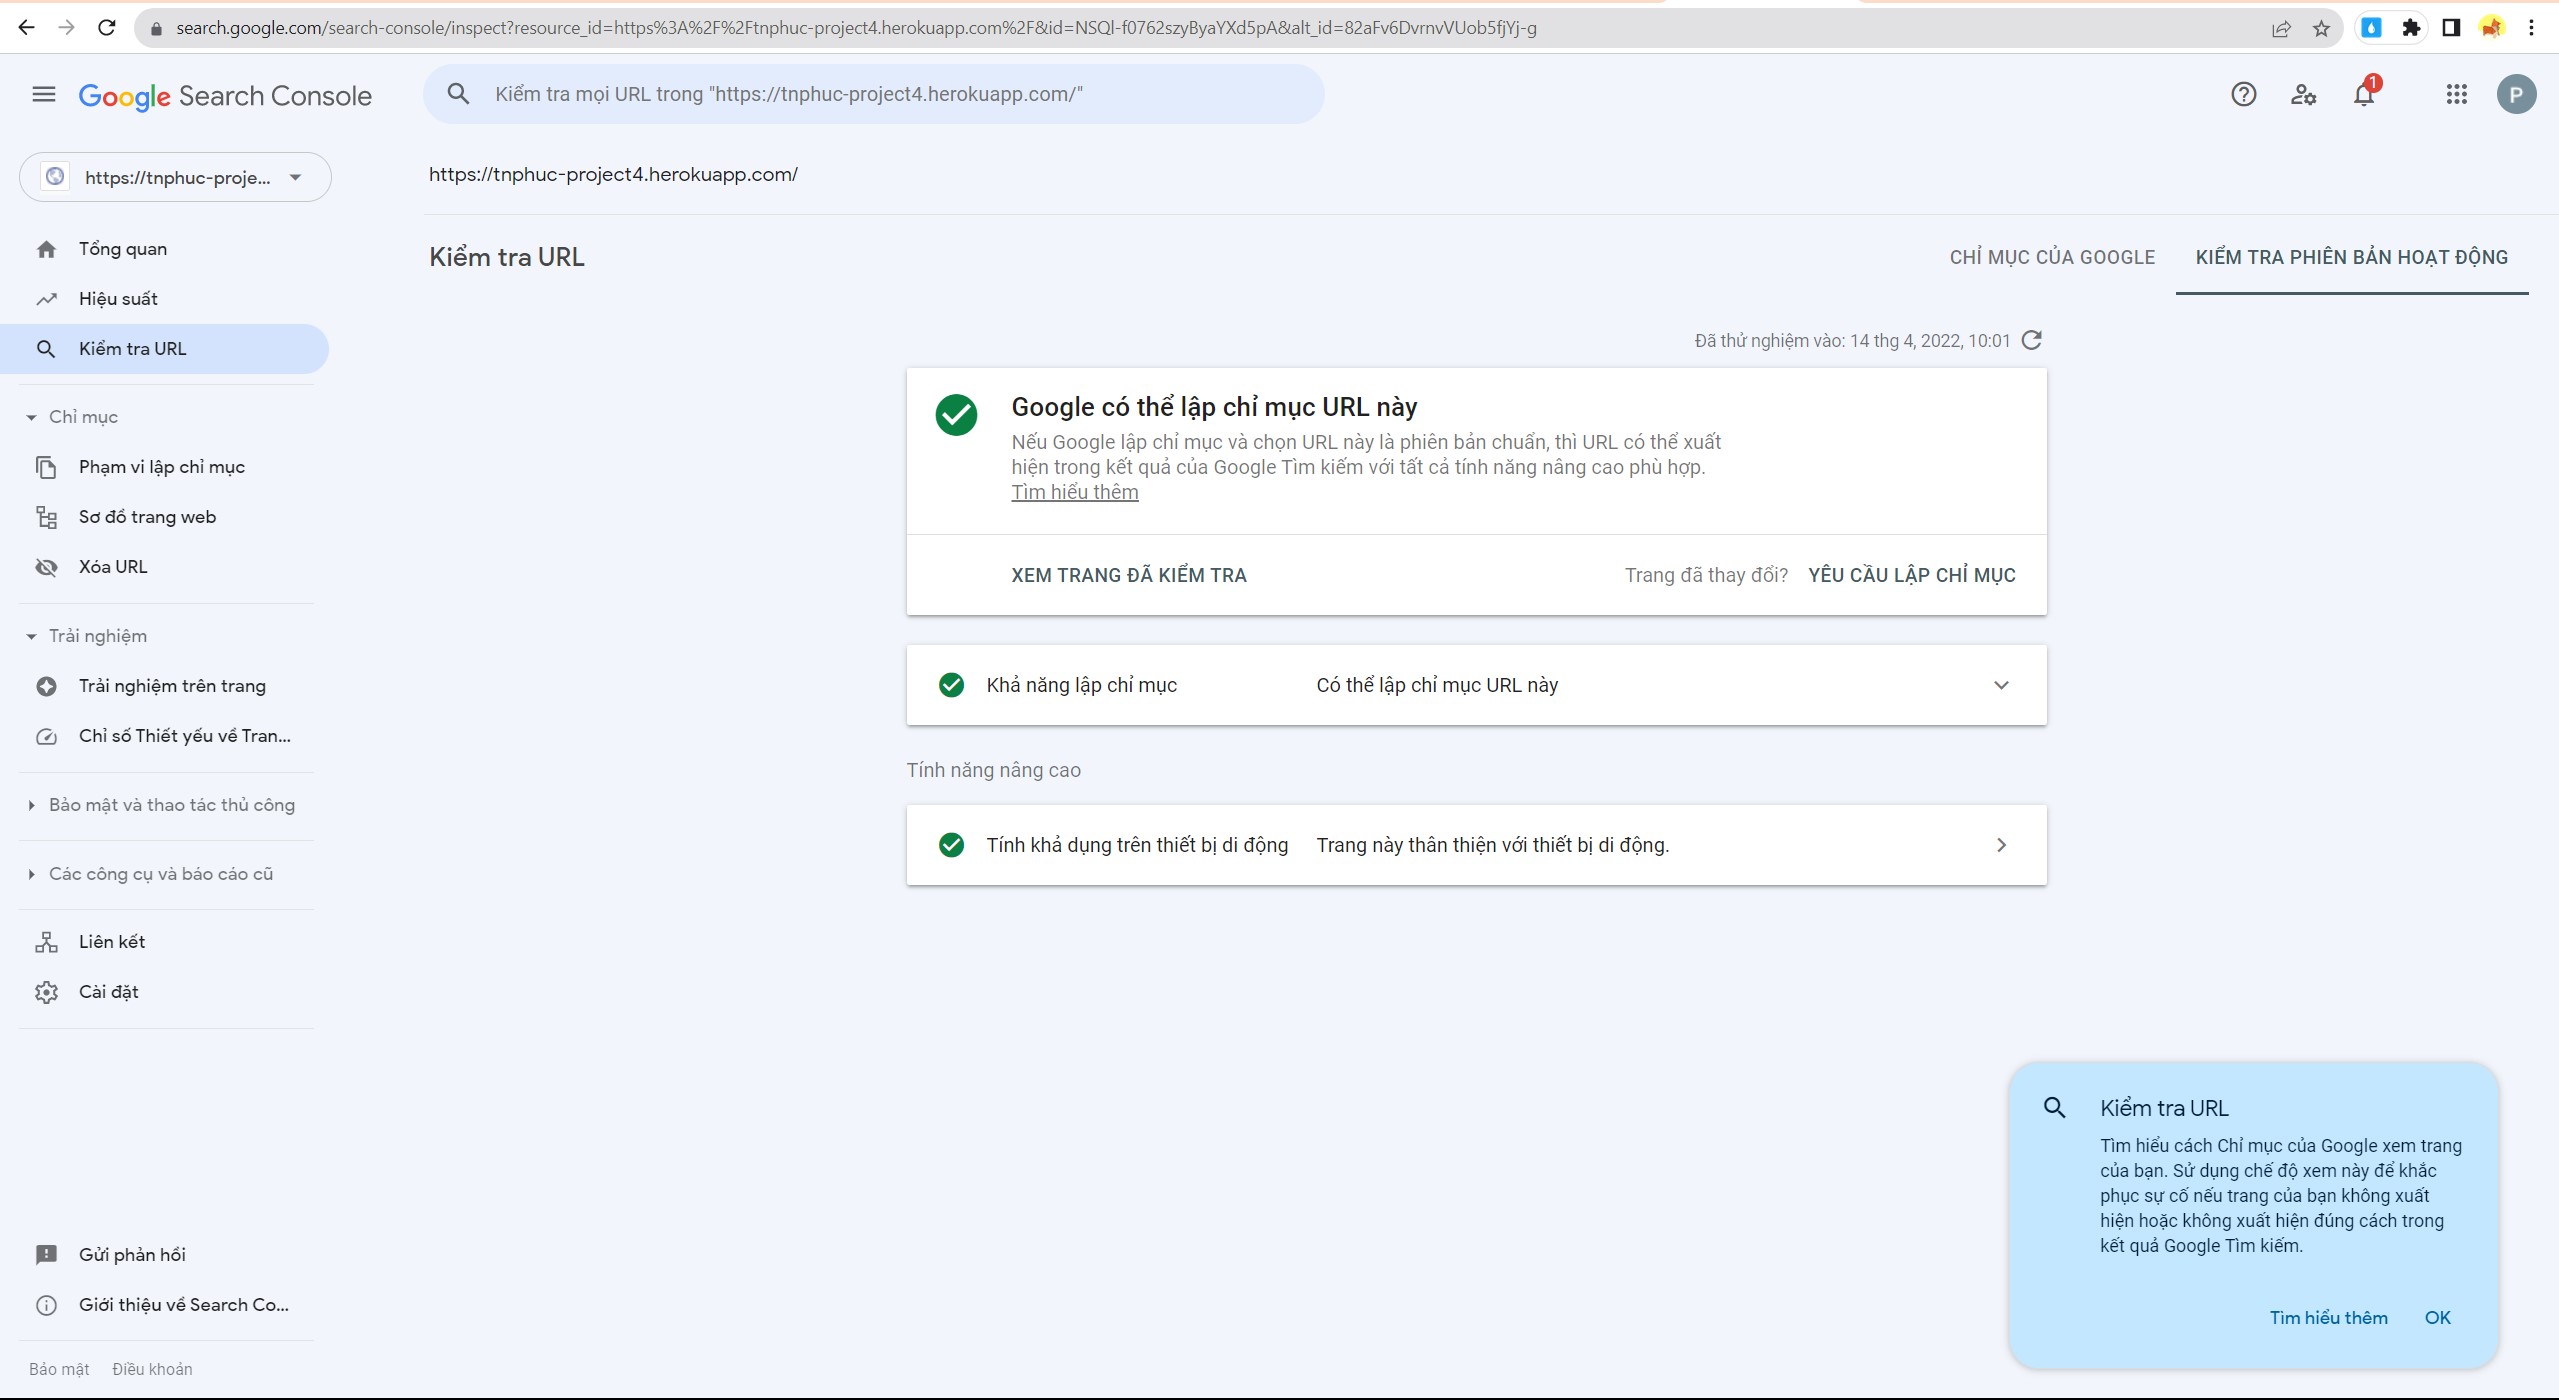 search.google.com/search-console/inspect?resource_id=https%3A%2F%2Ftnphuc-project4.herokuapp.com%2F&id=NSQl-f0762szyByaYXd5pA&alt_id=82aFv6DvrnvVUob5fjYj-g
Google Search Console
Kiểm tra mọi URL trong "https://tnphuc-project4.herokuapp.com/"
1
P
https://tnphuc-proje...
https://tnphuc-project4.herokuapp.com/
Tổng quan
Hiệu suất
Kiểm tra URL
Chỉ mục
Phạm vi lập chỉ mục
Sơ đồ trang web
Xóa URL
Trải nghiệm
Trải nghiệm trên trang
Chỉ số Thiết yếu về Tran...
Bảo mật và thao tác thủ công
Các công cụ và báo cáo cũ
Liên kết
Cài đặt
Gửi phản hồi
Giới thiệu về Search Co...
Bảo mật Điều khoản
Kiểm tra URL
CHỈ MỤC CỦA GOOGLE
KIỂM TRA PHIÊN BẢN HOẠT ĐỘNG
Đã thử nghiệm vào: 14 thg 4, 2022, 10:01
Google có thể lập chỉ mục URL này
Nếu Google lập chỉ mục và chọn URL này là phiên bản chuẩn, thì URL có thể xuất
hiện trong kết quả của Google Tìm kiếm với tất cả tính năng nâng cao phù hợp.
Tìm hiểu thêm
XEM TRANG ĐÃ KIỂM TRA
Trang đã thay đổi? YÊU CẦU LẬP CHỈ MỤC
Khả năng lập chỉ mục
Có thể lập chỉ mục URL này
Tính năng nâng cao
Tính khả dụng trên thiết bị di động
Trang này thân thiện với thiết bị di động.
Kiểm tra URL
Tìm hiểu cách Chỉ mục của Google xem trang
của bạn. Sử dụng chế độ xem này để khắc
phục sự cố nếu trang của bạn không xuất
hiện hoặc không xuất hiện đúng cách trong
kết quả Google Tìm kiếm.
Tìm hiểu thêm
OK